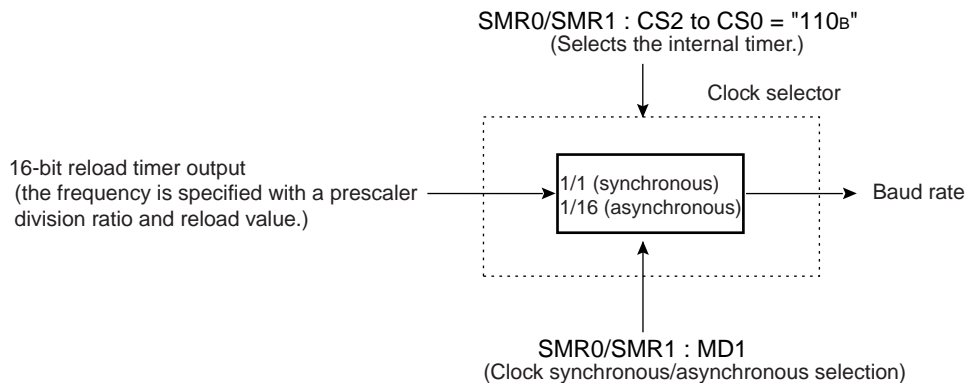 SMR0/SMR1 : CS2 to CS0 = "110B"
(Selects the internal timer.)
Clock selector
16-bit reload timer output
(the frequency is specified with a prescaler
division ratio and reload value.)
1/1 (synchronous)
1/16 (asynchronous)
Baud rate
SMR0/SMR1 : MD1
(Clock synchronous/asynchronous selection)